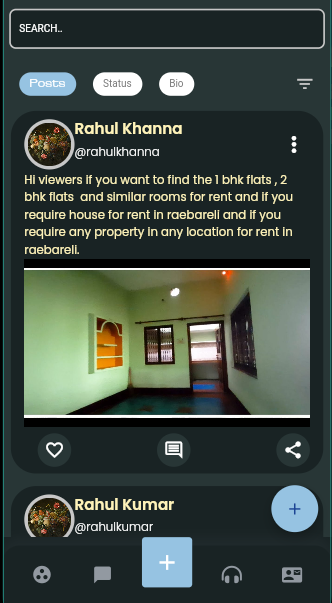 SEARCH..
Posts Status Bio
Rahul Khanna
@rahulkhanna
Hi viewers if you want to find the 1 bhk flats , 2
bhk flats and similar rooms for rent and if you
require house for rent in raebareli and if you
require any property in any location for rent in
raebareli.
Rahul Kumar
@rahulkumar